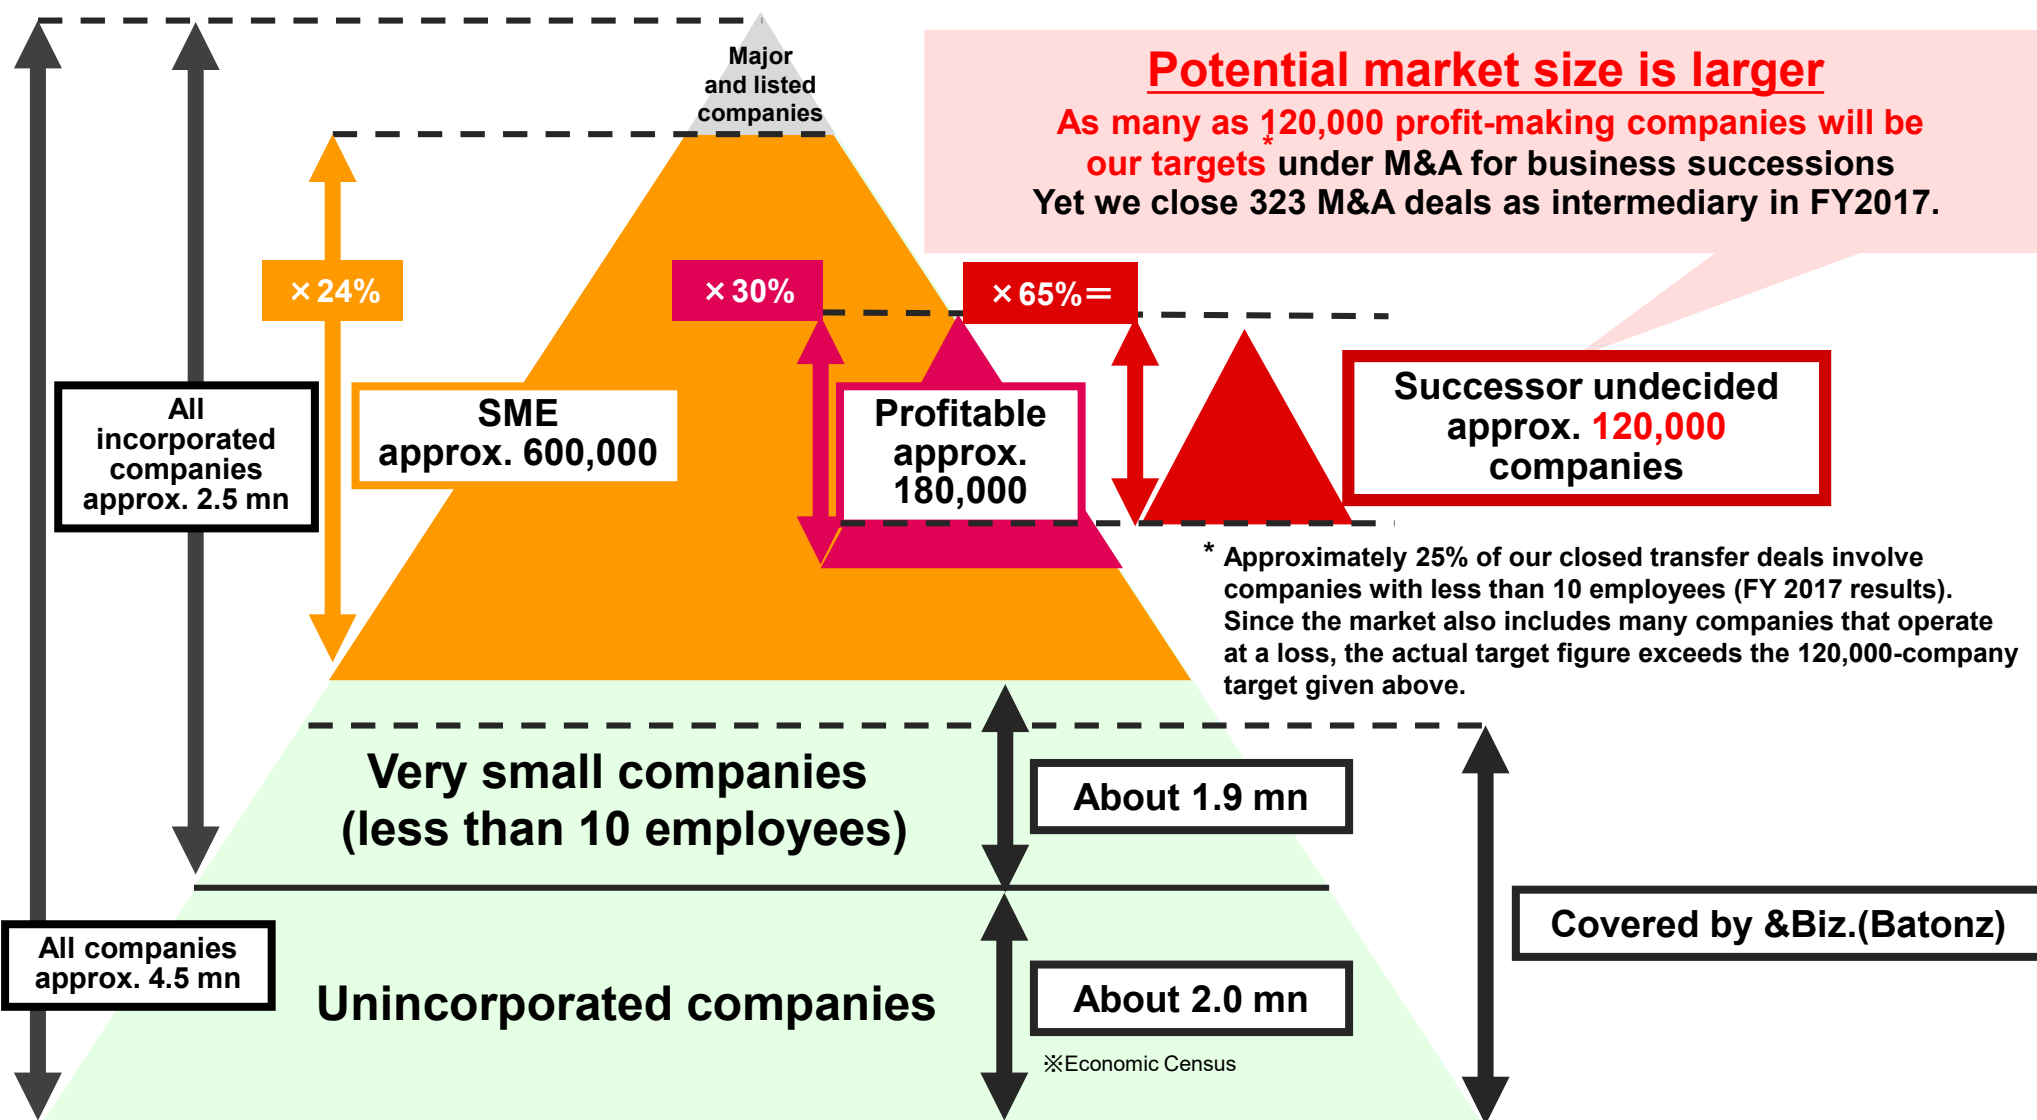 Major
and listed
companies
Potential market size is larger
As many as 120,000 profit-making companies will be
our targets* under M&A for business successions
Yet we close 323 M&A deals as intermediary in FY2017.
×24%
×30%
×65%＝
All
incorporated
companies
approx. 2.5 mn
SME
approx. 600,000
Profitable
approx.
180,000
Successor undecided
approx. 120,000
companies
* Approximately 25% of our closed transfer deals involve
companies with less than 10 employees (FY 2017 results).
Since the market also includes many companies that operate
at a loss, the actual target figure exceeds the 120,000-company
target given above.
Very small companies
(less than 10 employees)
About 1.9 mn
All companies
approx. 4.5 mn
Unincorporated companies
About 2.0 mn
※Economic Census
Covered by &Biz.(Batonz)